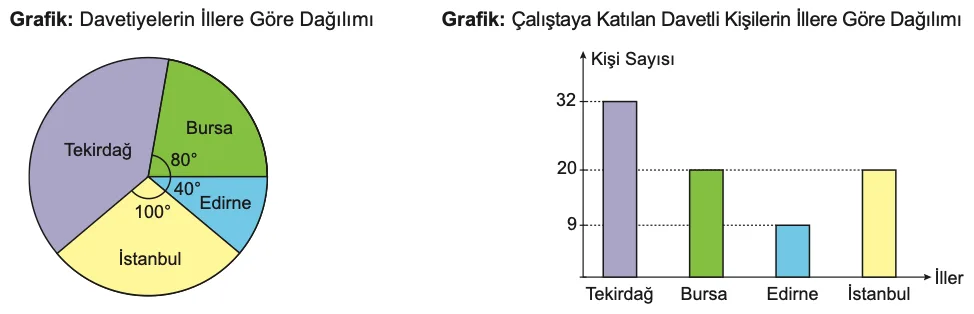 Grafik: Davetiyelerin İllere Göre Dağılımı
Tekirdağ
Bursa
80°
40°
Edirne
100°
İstanbul
Grafik: Çalıştaya Katılan Davetli Kişilerin İllere Göre Dağılımı
Kişi Sayısı
32
20
9
İller
Tekirdağ Bursa Edirne İstanbul